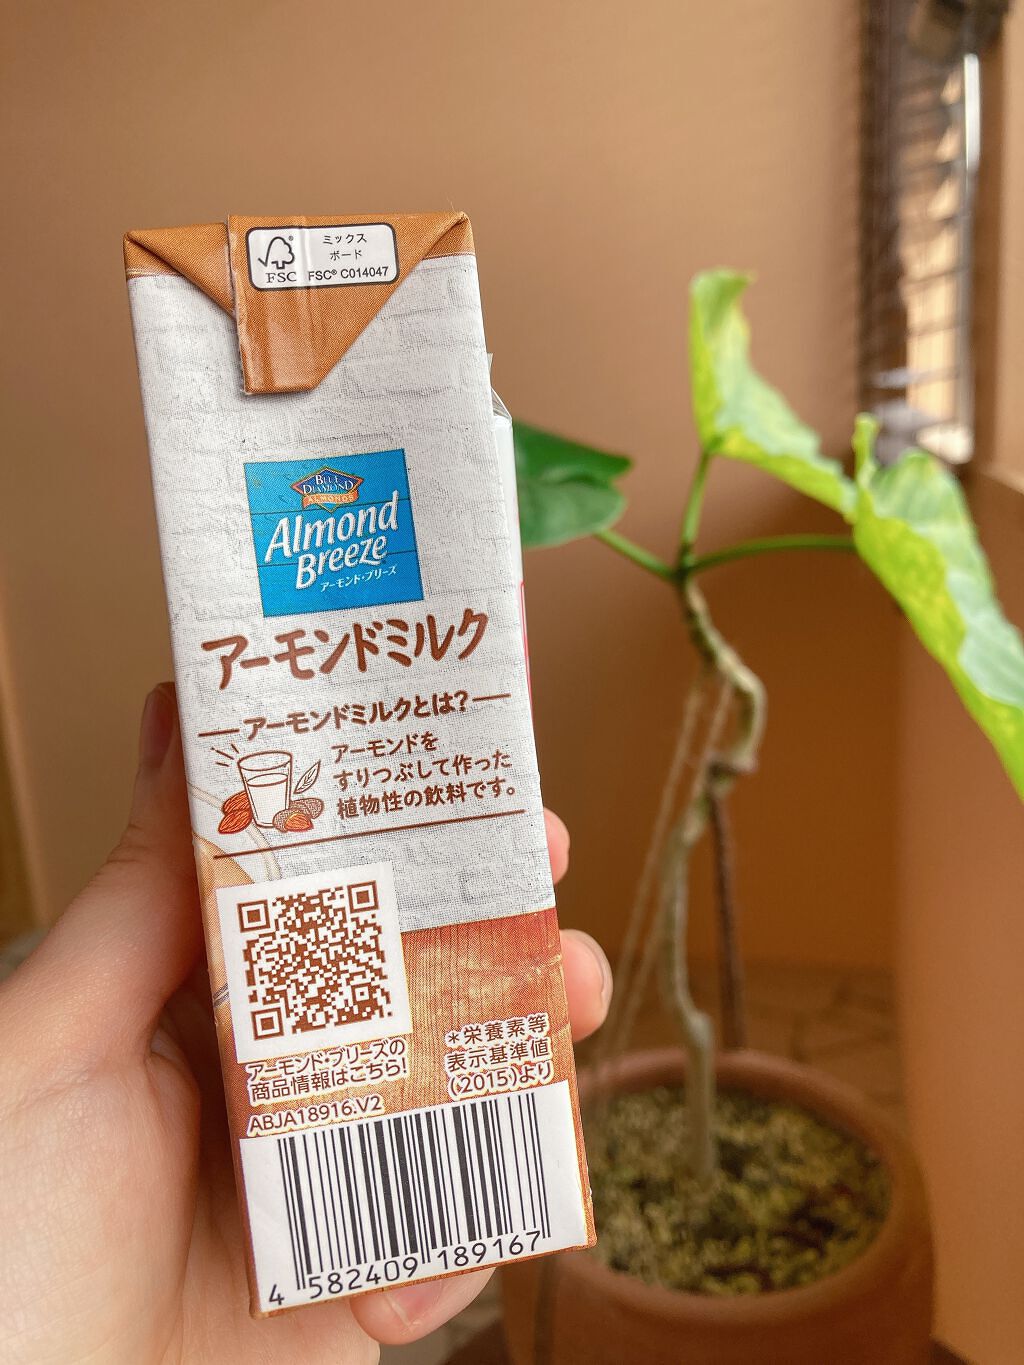 ミックス
ボード
FSC
FSC® C014047
BLUE
DIAMOND
ALMONDS
Almond
Breeze
アーモンド・ブリーズ
アーモンドミルク
アーモンドミルクとは?
アーモンドを
すりつぶして作った
植物性の飲料です。
アーモンド・ブリーズの
商品情報はこちら!
ABJA18916.V2
*栄養素等
表示基準値
(2015)より
4 582409 189167